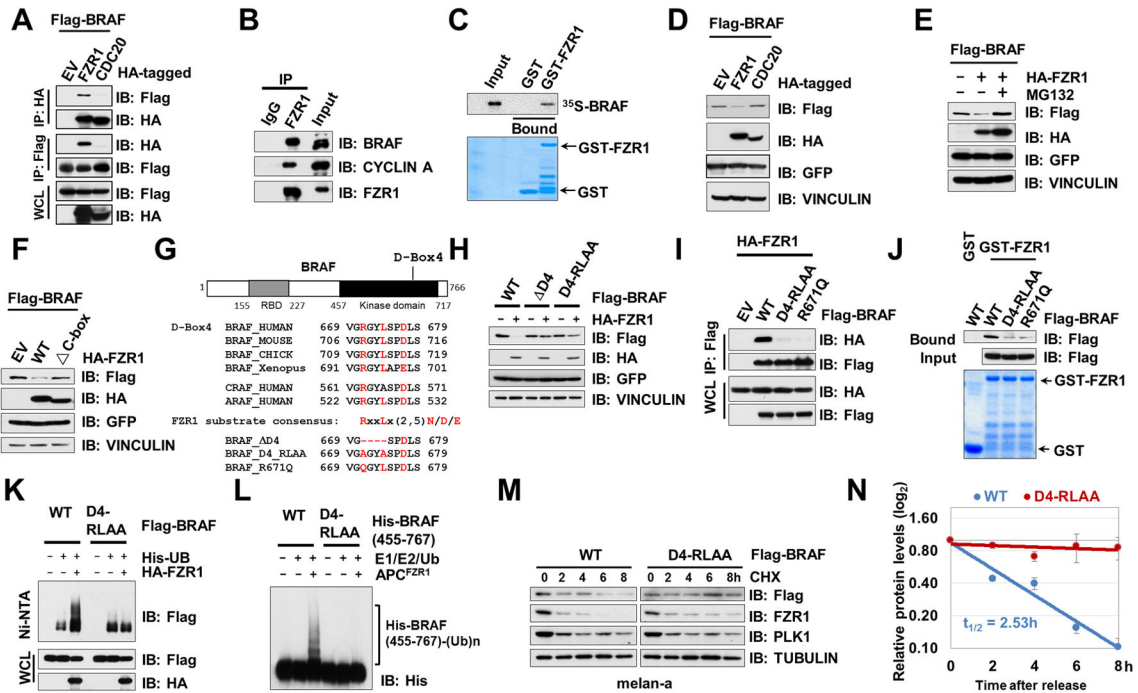 A
Flag-BRAF
EV
FZR1
CDC20
HA-tagged
IP: HA
IB: Flag
IB: HA
IP: Flag
IB: HA
IB: Flag
WCL
IB: Flag
IB: HA
B
IP
IgG
FZR1
Input
IB: BRAF
IB: CYCLIN A
IB: FZR1
C
Input
GST
GST-FZR1
35S-BRAF
Bound
GST-FZR1
GST
D
Flag-BRAF
EV
FZR1
CDC20
HA-tagged
IB: Flag
IB: HA
IB: GFP
IB: VINCULIN
E
Flag-BRAF
− + + HA-FZR1
− − + MG132
IB: Flag
IB: HA
IB: GFP
IB: VINCULIN
F
Flag-BRAF
EV
WT
△ C-box
HA-FZR1
IB: Flag
IB: HA
IB: GFP
IB: VINCULIN
G
BRAF
D-Box4
1
766
155 RBD 227 457 Kinase domain 717
D-Box4 BRAF_HUMAN 669 VGRGYLSPDLS 679
BRAF_MOUSE 706 VGRGYLSPDLS 716
BRAF_CHICK 709 VGRGYLSPDLS 719
BRAF_Xenopus 691 VGRGYLAPELS 701
CRAF_HUMAN 561 VGRGYASPDLS 571
ARAF_HUMAN 522 VGRGYLSPDLS 532
FZR1 substrate consensus: RxxLx(2,5)N/D/E
BRAF_ΔD4 669 VG----SPDLS 679
BRAF_D4_RLAA 669 VGAGYASPDLS 679
BRAF_R671Q 669 VGQGYLSPDLS 679
H
WT
ΔD4
D4-RLAA
Flag-BRAF
− + − + − + HA-FZR1
IB: Flag
IB: HA
IB: GFP
IB: VINCULIN
I
HA-FZR1
EV
WT
D4-RLAA
R671Q
Flag-BRAF
IP: Flag
IB: HA
IB: Flag
WCL
IB: HA
IB: Flag
J
GST
GST-FZR1
WT
WT
D4-RLAA
R671Q
Flag-BRAF
Bound IB: Flag
Input IB: Flag
GST-FZR1
GST
K
WT
D4-RLAA
Flag-BRAF
− + + − + + His-UB
− − + − − + HA-FZR1
Ni-NTA
IB: Flag
WCL
IB: Flag
IB: HA
L
WT
D4-RLAA
His-BRAF
(455-767)
− + + − + + E1/E2/Ub
− − + − − + APCFZR1
His-BRAF
(455-767)-(Ub)n
IB: His
M
WT
D4-RLAA
Flag-BRAF
0 2 4 6 8 0 2 4 6 8h CHX
IB: Flag
IB: FZR1
IB: PLK1
IB: TUBULIN
melan-a
N
WT
D4-RLAA
Relative protein levels (log2)
1.60
0.80
0.40
0.20
0.10
t1/2 = 2.53h
0 2 4 6 8h
Time after release